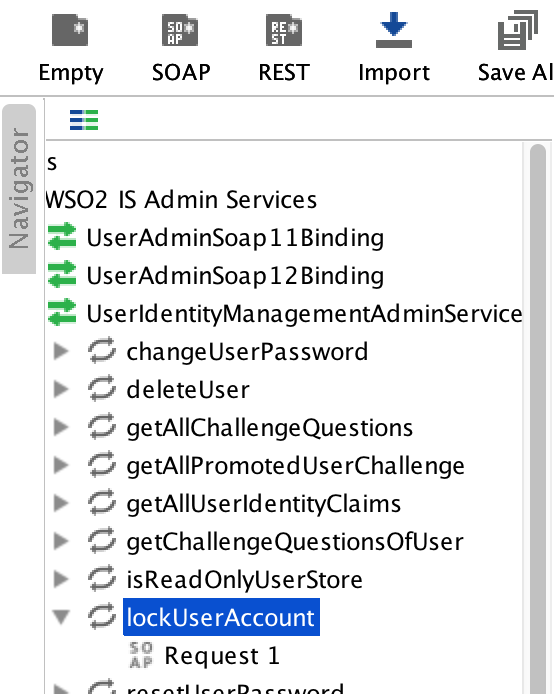 Empty SOAP REST Import Save Al
Navigator
s
WSO2 IS Admin Services
UserAdminSoap11Binding
UserAdminSoap12Binding
UserIdentityManagementAdminService
changeUserPassword
deleteUser
getAllChallengeQuestions
getAllPromotedUserChallenge
getAllUserIdentityClaims
getChallengeQuestionsOfUser
isReadOnlyUserStore
lockUserAccount
SOAP Request 1
resetUserPassword